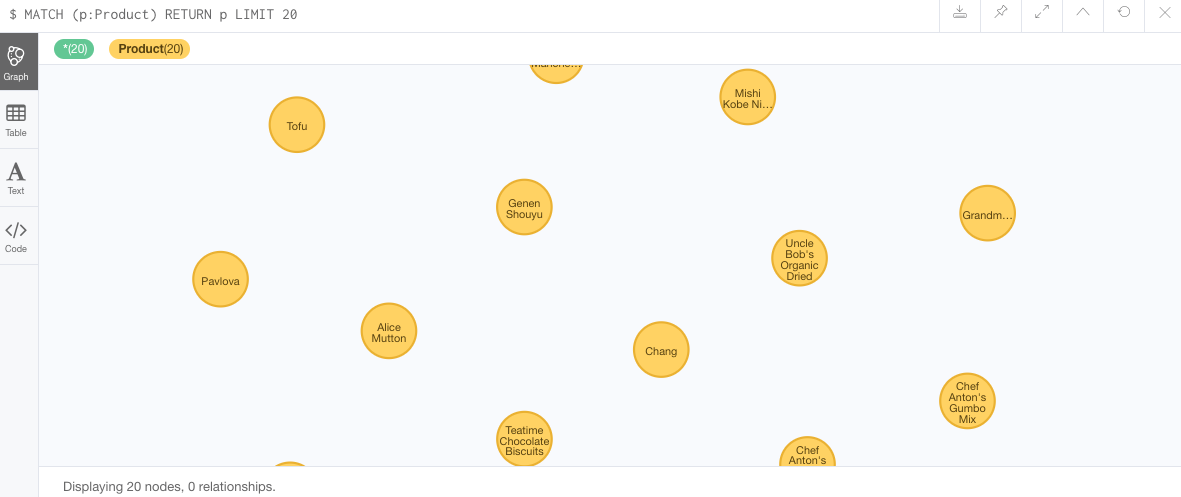 $ MATCH (p:Product) RETURN p LIMIT 20
*(20) Product(20)
Graph
Table
Text
Code
Mishi
Kobe Ni...
Tofu
Genen
Shouyu
Grandm...
Uncle
Bob's
Organic
Dried
Pavlova
Alice
Mutton
Chang
Chef
Anton's
Gumbo
Mix
Teatime
Chocolate
Biscuits
Chef
Anton's
Displaying 20 nodes, 0 relationships.